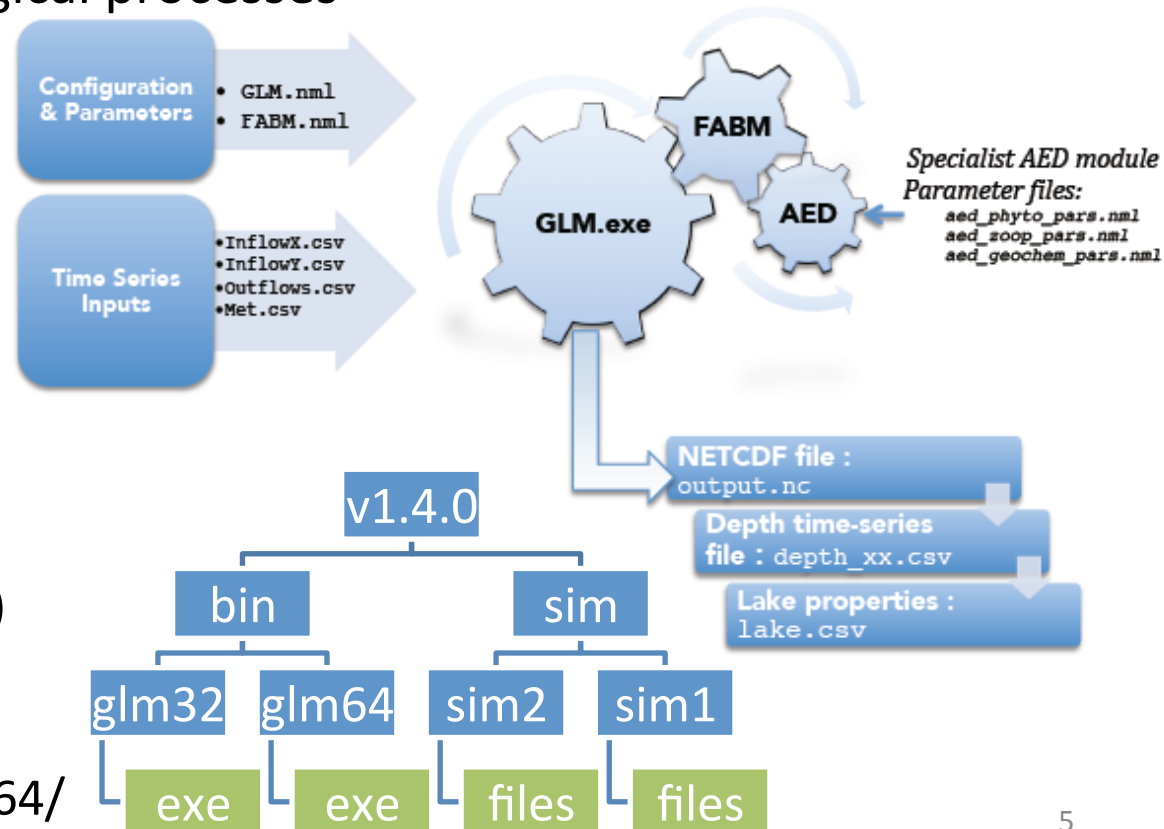 gical processes
Configuration
& Parameters
• GLM.nml
• FABM.nml
Time Series
Inputs
•InflowX.csv
•InflowY.csv
•Outflows.csv
•Met.csv
GLM.exe
FABM
AED
Specialist AED module
Parameter files:
aed_phyto_pars.nml
aed_zoop_pars.nml
aed_geochem_pars.nml
NETCDF file :
output.nc
Depth time-series
file : depth_xx.csv
Lake properties :
lake.csv
v1.4.0
)
bin
sim
glm32
glm64
sim2
sim1
64/
exe
exe
files
files
5